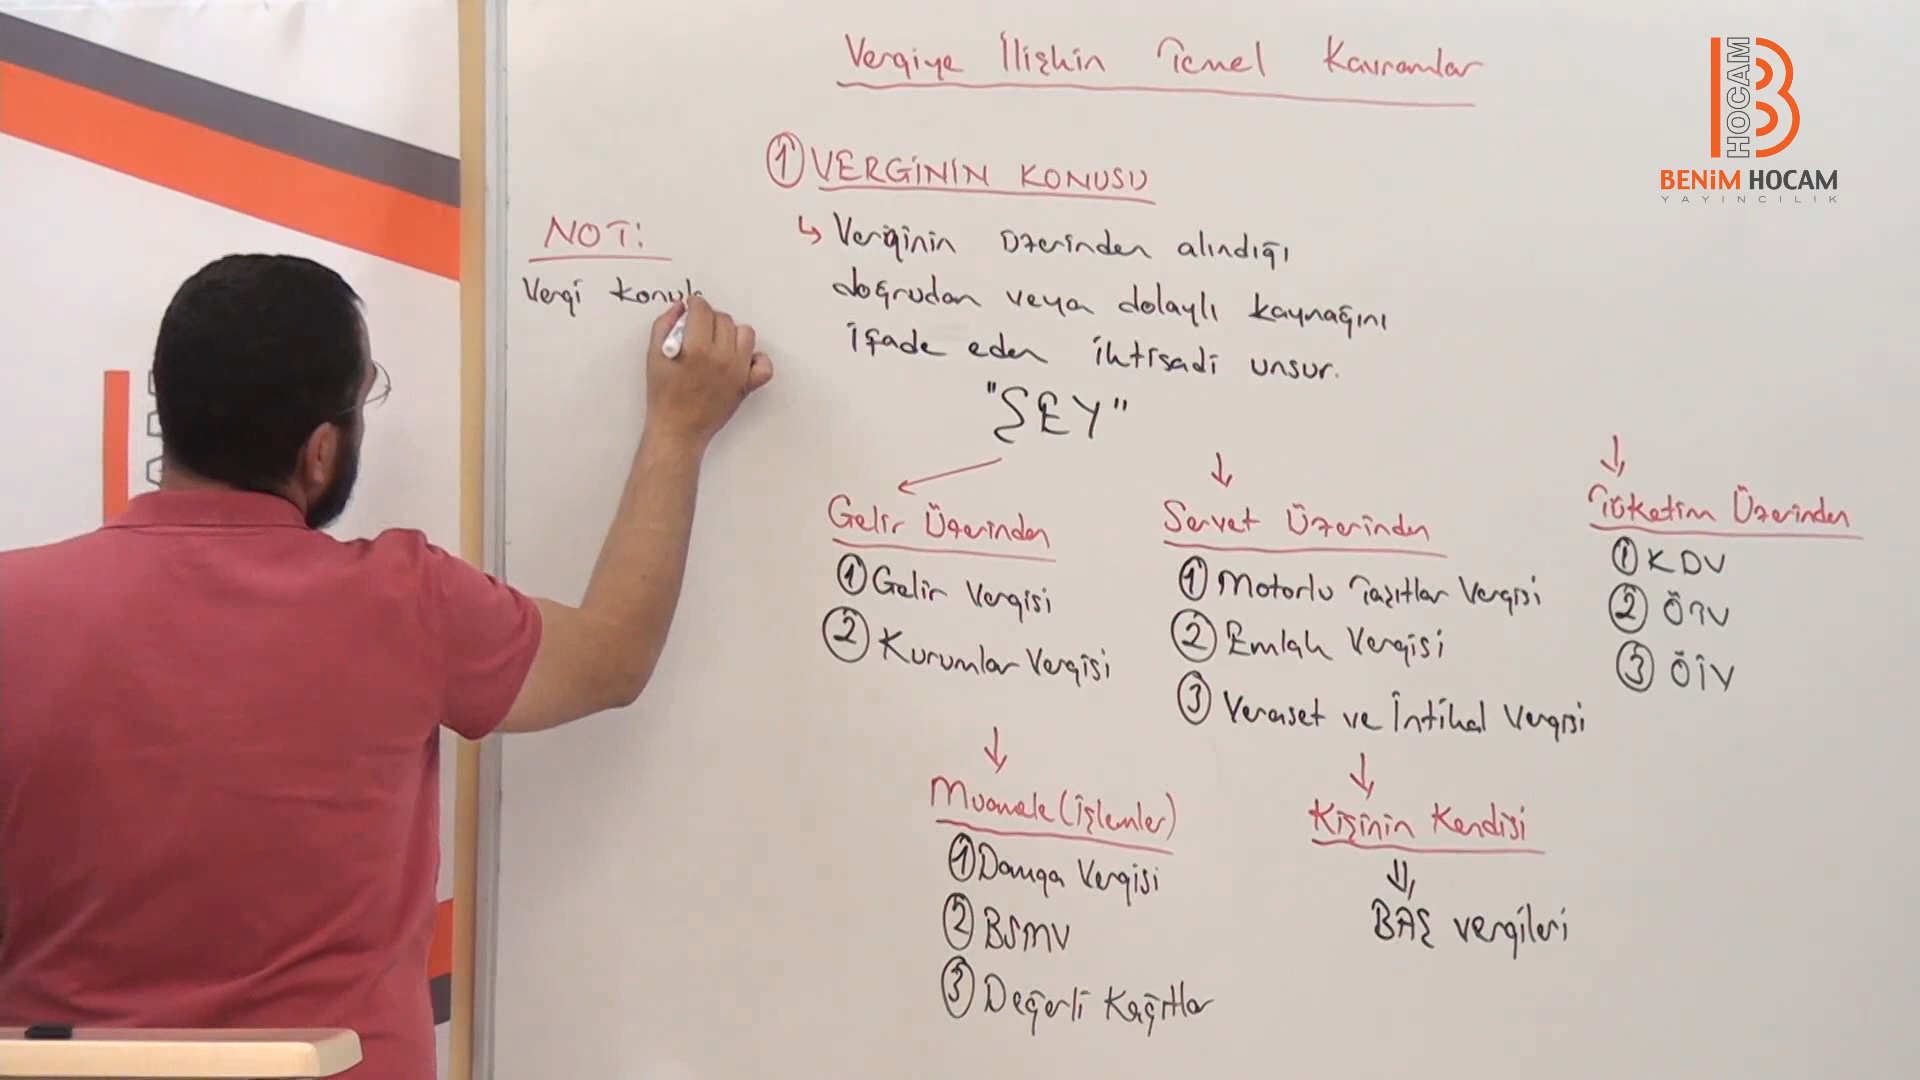 Vergiye İlişkin Temel Kavramlar
① VERGİNİN KONUSU
↳ Verginin üzerinden alındığı
doğrudan veya dolaylı kaynağını
ifade eden iktisadi unsur.
"ŞEY"
NOT:
Vergi konul
Gelir Üzerinden
① Gelir Vergisi
② Kurumlar Vergisi
Servet Üzerinden
① Motorlu Taşıtlar Vergisi
② Emlak Vergisi
③ Veraset ve İntikal Vergisi
Tüketim Üzerinden
① KDV
② ÖTV
③ ÖİV
Muamele (İşlemler)
① Damga Vergisi
② BSMV
③ Değerli Kağıtlar
Kişinin Kendisi
BAŞ vergileri
HOCAM B
BENİM HOCAM
YAYINCILIK